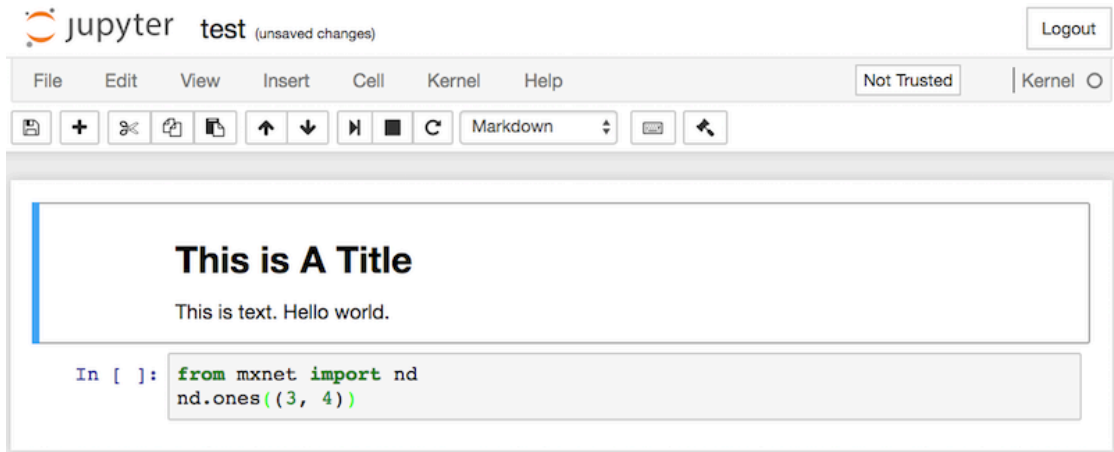 jupyter test (unsaved changes) Logout
File Edit View Insert Cell Kernel Help Not Trusted Kernel
Markdown
This is A Title
This is text. Hello world.
In [ ]: from mxnet import nd
nd.ones((3, 4))